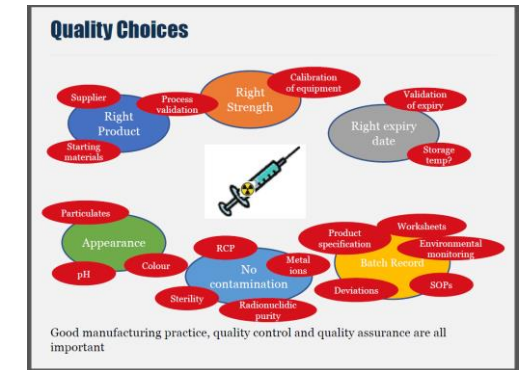 Quality Choices
Supplier
Process
validation
Right
Product
Starting
materials
Right
Strength
Calibration
of equipment
Validation
of expiry
Right expiry
date
Storage
temp?
Particulates
Appearance
pH
Colour
RCP
Metal
ions
No
contamination
Sterility
Radionuclidic
purity
Product
specification
Worksheets
Environmental
monitoring
Batch Record
Deviations
SOPs
Good manufacturing practice, quality control and quality assurance are all
important